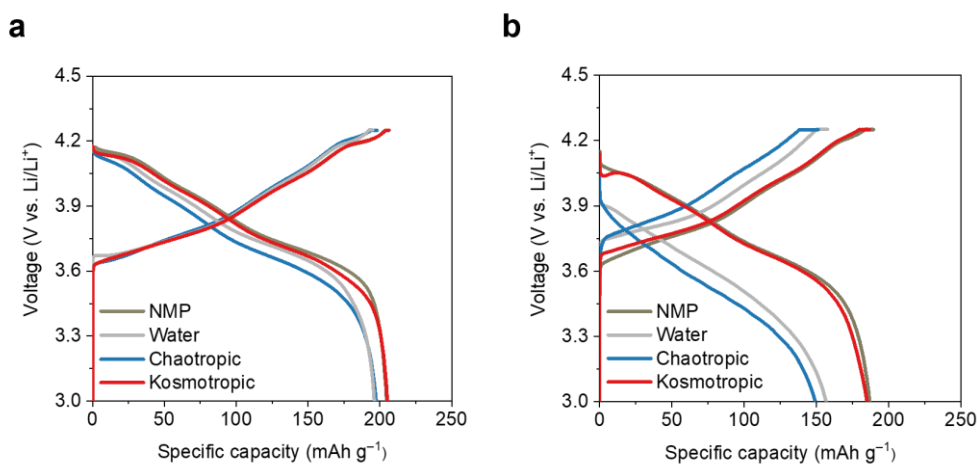 a
4.5
4.2
3.9
3.6
3.3
3.0
Voltage (V vs. Li/Li⁺)
NMP
Water
Chaotropic
Kosmotropic
0 50 100 150 200 250
Specific capacity (mAh g⁻¹)
b
4.5
4.2
3.9
3.6
3.3
3.0
Voltage (V vs. Li/Li⁺)
NMP
Water
Chaotropic
Kosmotropic
0 50 100 150 200 250
Specific capacity (mAh g⁻¹)